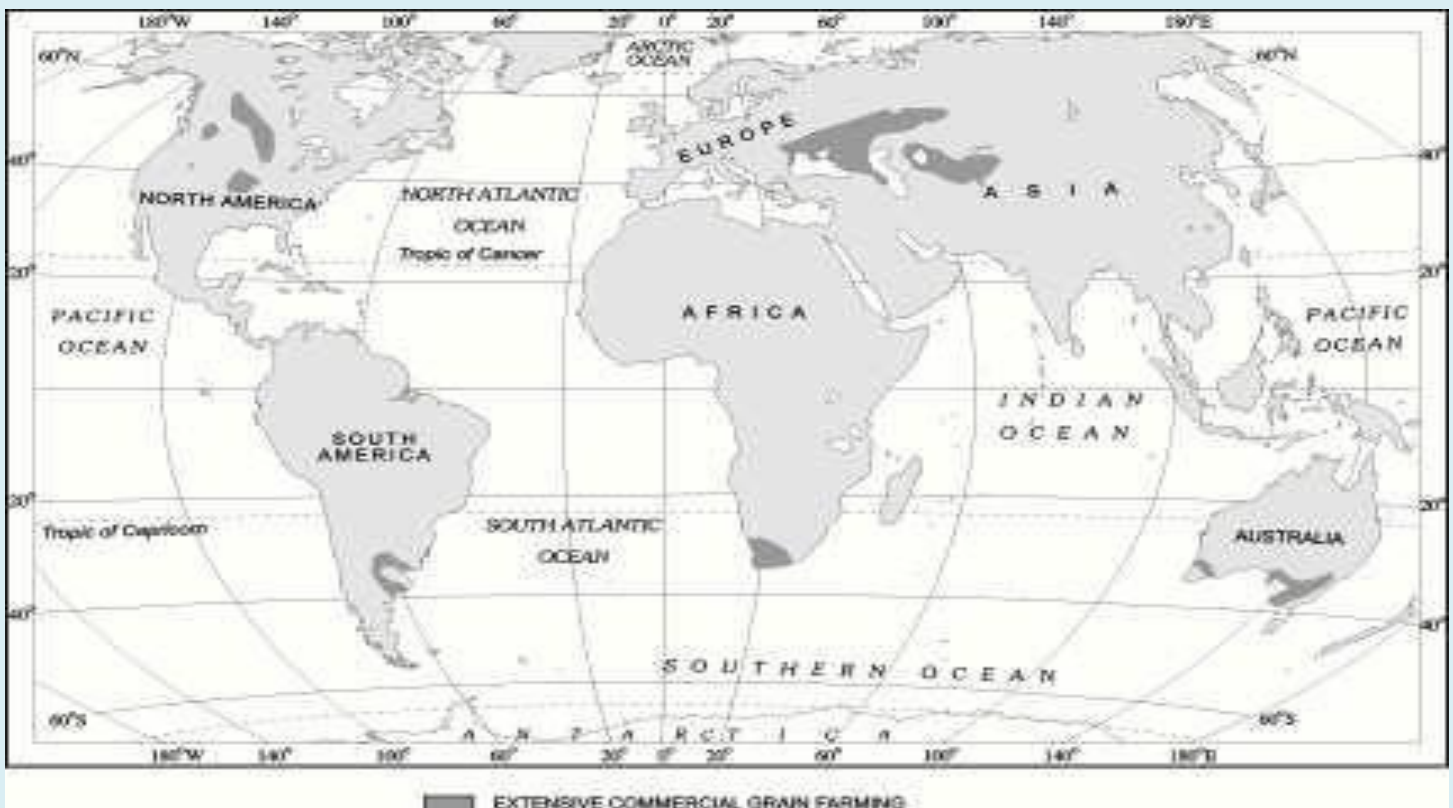 180°W 140° 100° 60° 20° 0° 20° 60° 100° 140° 180°E
ARCTIC
OCEAN
60°N 60°N
EUROPE
40° 40°
ASIA
NORTH AMERICA
NORTH ATLANTIC
OCEAN
Tropic of Cancer
20° 20°
AFRICA
PACIFIC
OCEAN
PACIFIC
OCEAN
INDIAN
OCEAN
SOUTH
AMERICA
20° 20°
Tropic of Capricorn
SOUTH ATLANTIC
OCEAN
AUSTRALIA
40° 40°
SOUTHERN OCEAN
60°S 60°S
ANTARCTICA
180°W 140° 100° 60° 20° 0° 20° 60° 100° 140° 180°E
EXTENSIVE COMMERCIAL GRAIN FARMING